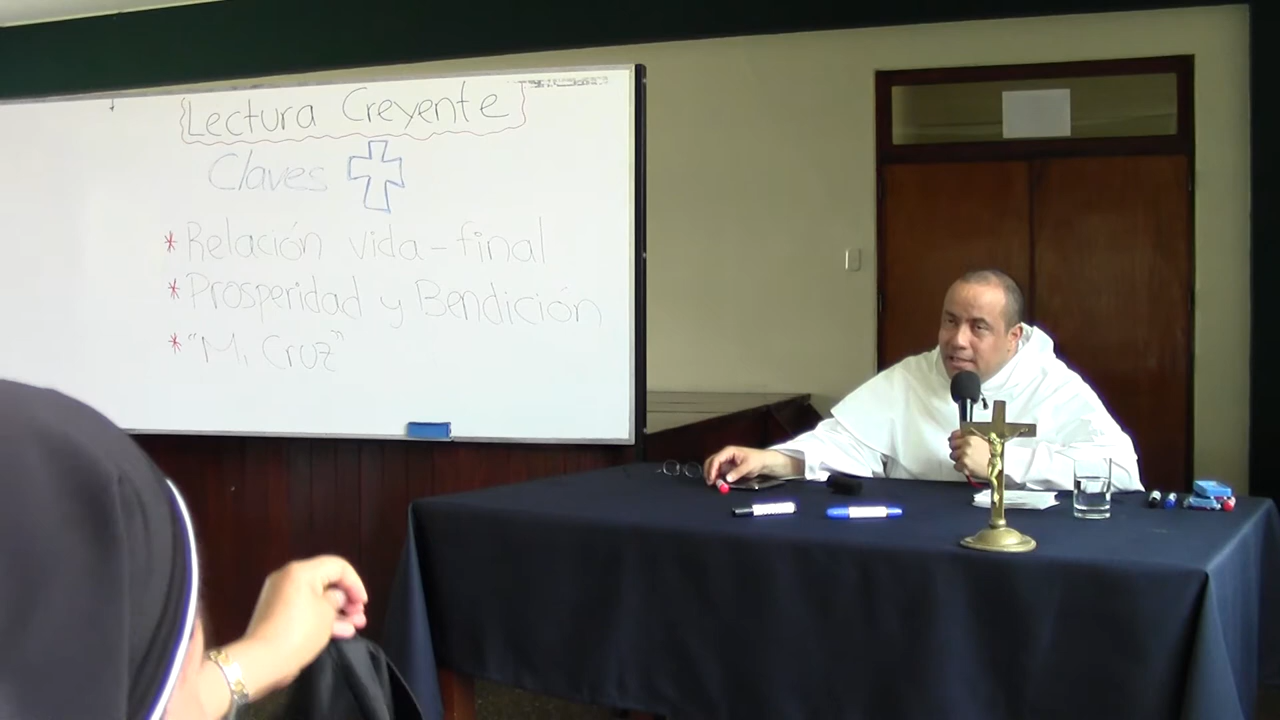 Lectura Creyente
Claves
* Relación vida-final
* Prosperidad y Bendición
* "M. Cruz"